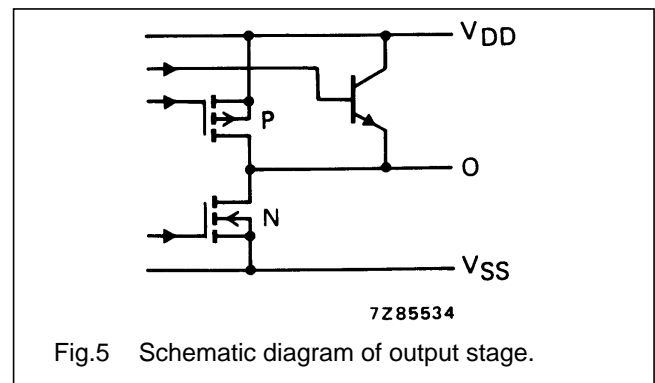 VDD
P
O
N
VSS
7Z85534
Fig.5 Schematic diagram of output stage.